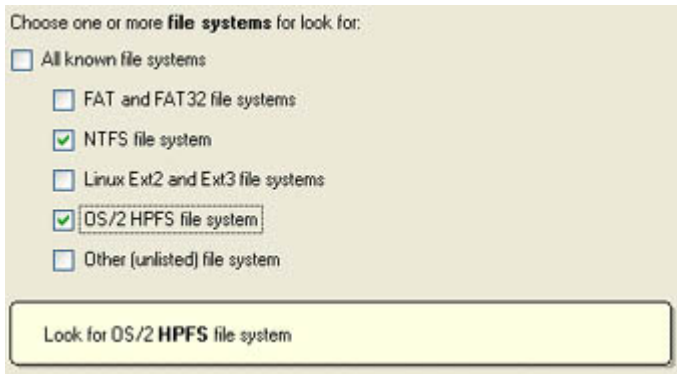 Choose one or more file systems for look for:
All known file systems
FAT and FAT32 file systems
NTFS file system
Linux Ext2 and Ext3 file systems
OS/2 HPFS file system
Other (unlisted) file system
Look for OS/2 HPFS file system